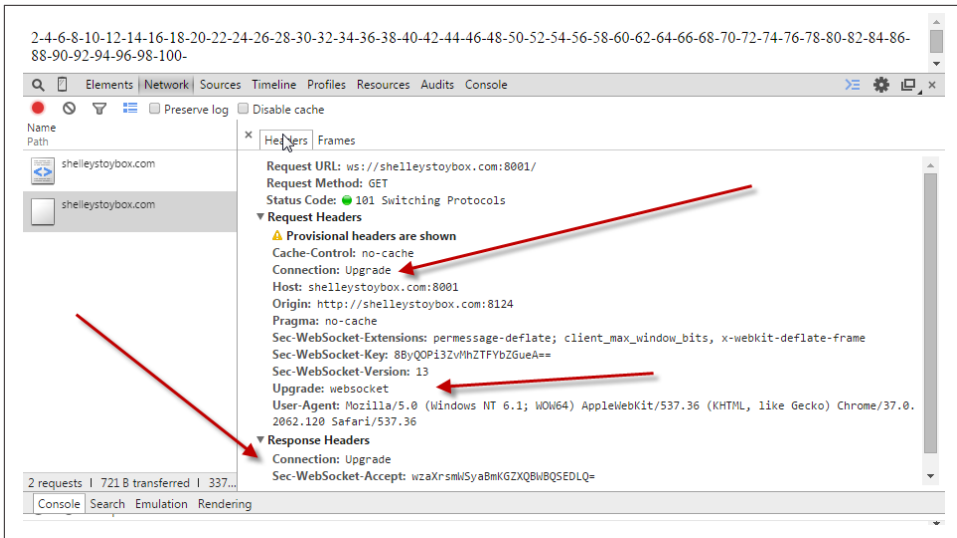 2-4-6-8-10-12-14-16-18-20-22-24-26-28-30-32-34-36-38-40-42-44-46-48-50-52-54-56-58-60-62-64-66-68-70-72-74-76-78-80-82-84-86-
88-90-92-94-96-98-100-
Elements Network Sources Timeline Profiles Resources Audits Console
Preserve log Disable cache
Name
Path
Headers Frames
shelleystoybox.com
shelleystoybox.com
Request URL: ws://shelleystoybox.com:8001/
Request Method: GET
Status Code: 101 Switching Protocols
Request Headers
Provisional headers are shown
Cache-Control: no-cache
Connection: Upgrade
Host: shelleystoybox.com:8001
Origin: http://shelleystoybox.com:8124
Pragma: no-cache
Sec-WebSocket-Extensions: permessage-deflate; client_max_window_bits, x-webkit-deflate-frame
Sec-WebSocket-Key: 8ByQOPi3ZvMhZTFYbZGueA==
Sec-WebSocket-Version: 13
Upgrade: websocket
User-Agent: Mozilla/5.0 (Windows NT 6.1; WOW64) AppleWebKit/537.36 (KHTML, like Gecko) Chrome/37.0.
2062.120 Safari/537.36
Response Headers
Connection: Upgrade
Sec-WebSocket-Accept: wzaXrsmWSyaBmKGZXQBWBQSEDLQ=
2 requests | 721 B transferred | 337...
Console Search Emulation Rendering